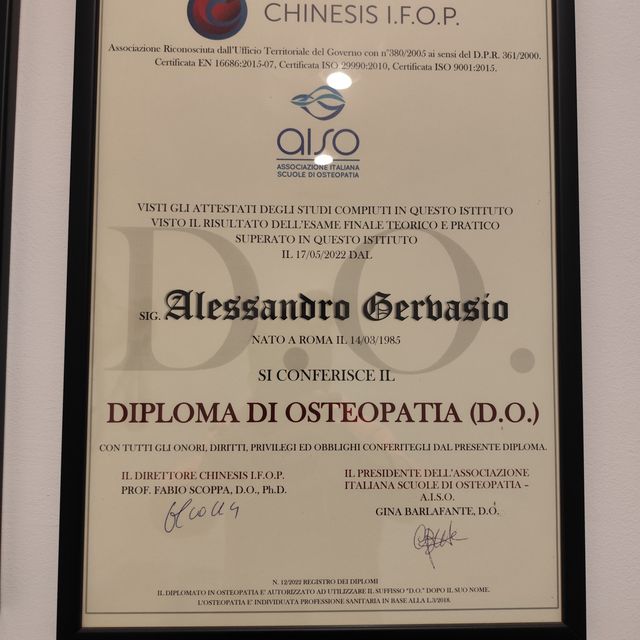 CHINESIS I.F.O.P.
Associazione Riconosciuta dall'Ufficio Territoriale del Governo con n°380/2005 ai sensi del D.P.R. 361/2000.
Certificata EN 16686:2015-07, Certificata ISO 29990:2010, Certificata ISO 9001:2015.
AISO
ASSOCIAZIONE ITALIANA
SCUOLE DI OSTEOPATIA
D.O.
VISTI GLI ATTESTATI DEGLI STUDI COMPIUTI IN QUESTO ISTITUTO
VISTO IL RISULTATO DELL'ESAME FINALE TEORICO E PRATICO
SUPERATO IN QUESTO ISTITUTO
IL 17/05/2022 DAL
SIG. Alessandro Gervasio
NATO A ROMA IL 14/03/1985
SI CONFERISCE IL
DIPLOMA DI OSTEOPATIA (D.O.)
CON TUTTI GLI ONORI, DIRITTI, PRIVILEGI ED OBBLIGHI CONFERITEGLI DAL PRESENTE DIPLOMA.
IL DIRETTORE CHINESIS I.F.O.P.
PROF. FABIO SCOPPA, D.O., Ph.D.
IL PRESIDENTE DELL'ASSOCIAZIONE
ITALIANA SCUOLE DI OSTEOPATIA –
A.I.S.O.
GINA BARLAFANTE, D.O.
N. 12/2022 REGISTRO DEI DIPLOMI
IL DIPLOMATO IN OSTEOPATIA E' AUTORIZZATO AD UTILIZZARE IL SUFFISSO "D.O." DOPO IL SUO NOME.
L'OSTEOPATIA E' INDIVIDUATA PROFESSIONE SANITARIA IN BASE ALLA L.3/2018.